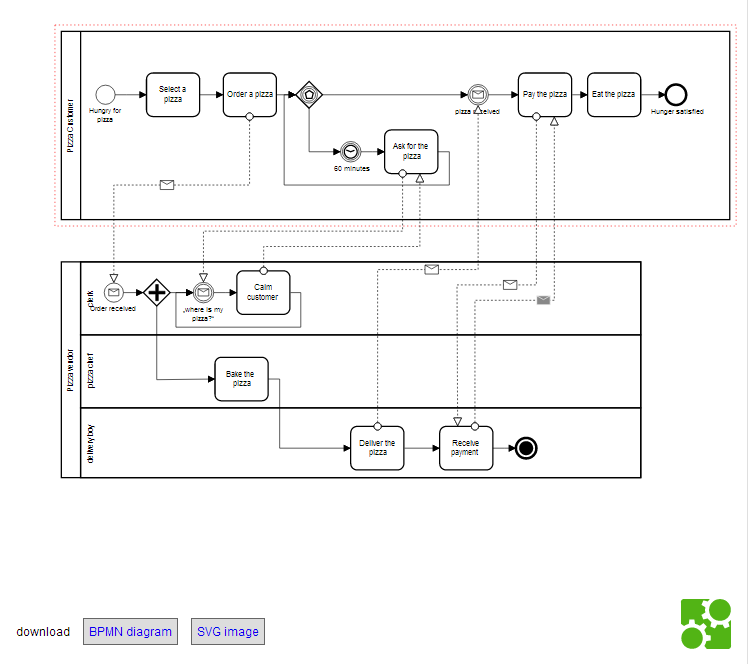 Pizza Customer
Hungry for
pizza
Select a
pizza
Order a pizza
60 minutes
Ask for the
pizza
pizza received
Pay the pizza
Eat the pizza
Hunger satisfied
Pizza vendor
clerk
Order received
„where is my
pizza?“
Calm
customer
pizza chef
Bake the
pizza
delivery boy
Deliver the
pizza
Receive
payment
download
BPMN diagram
SVG image